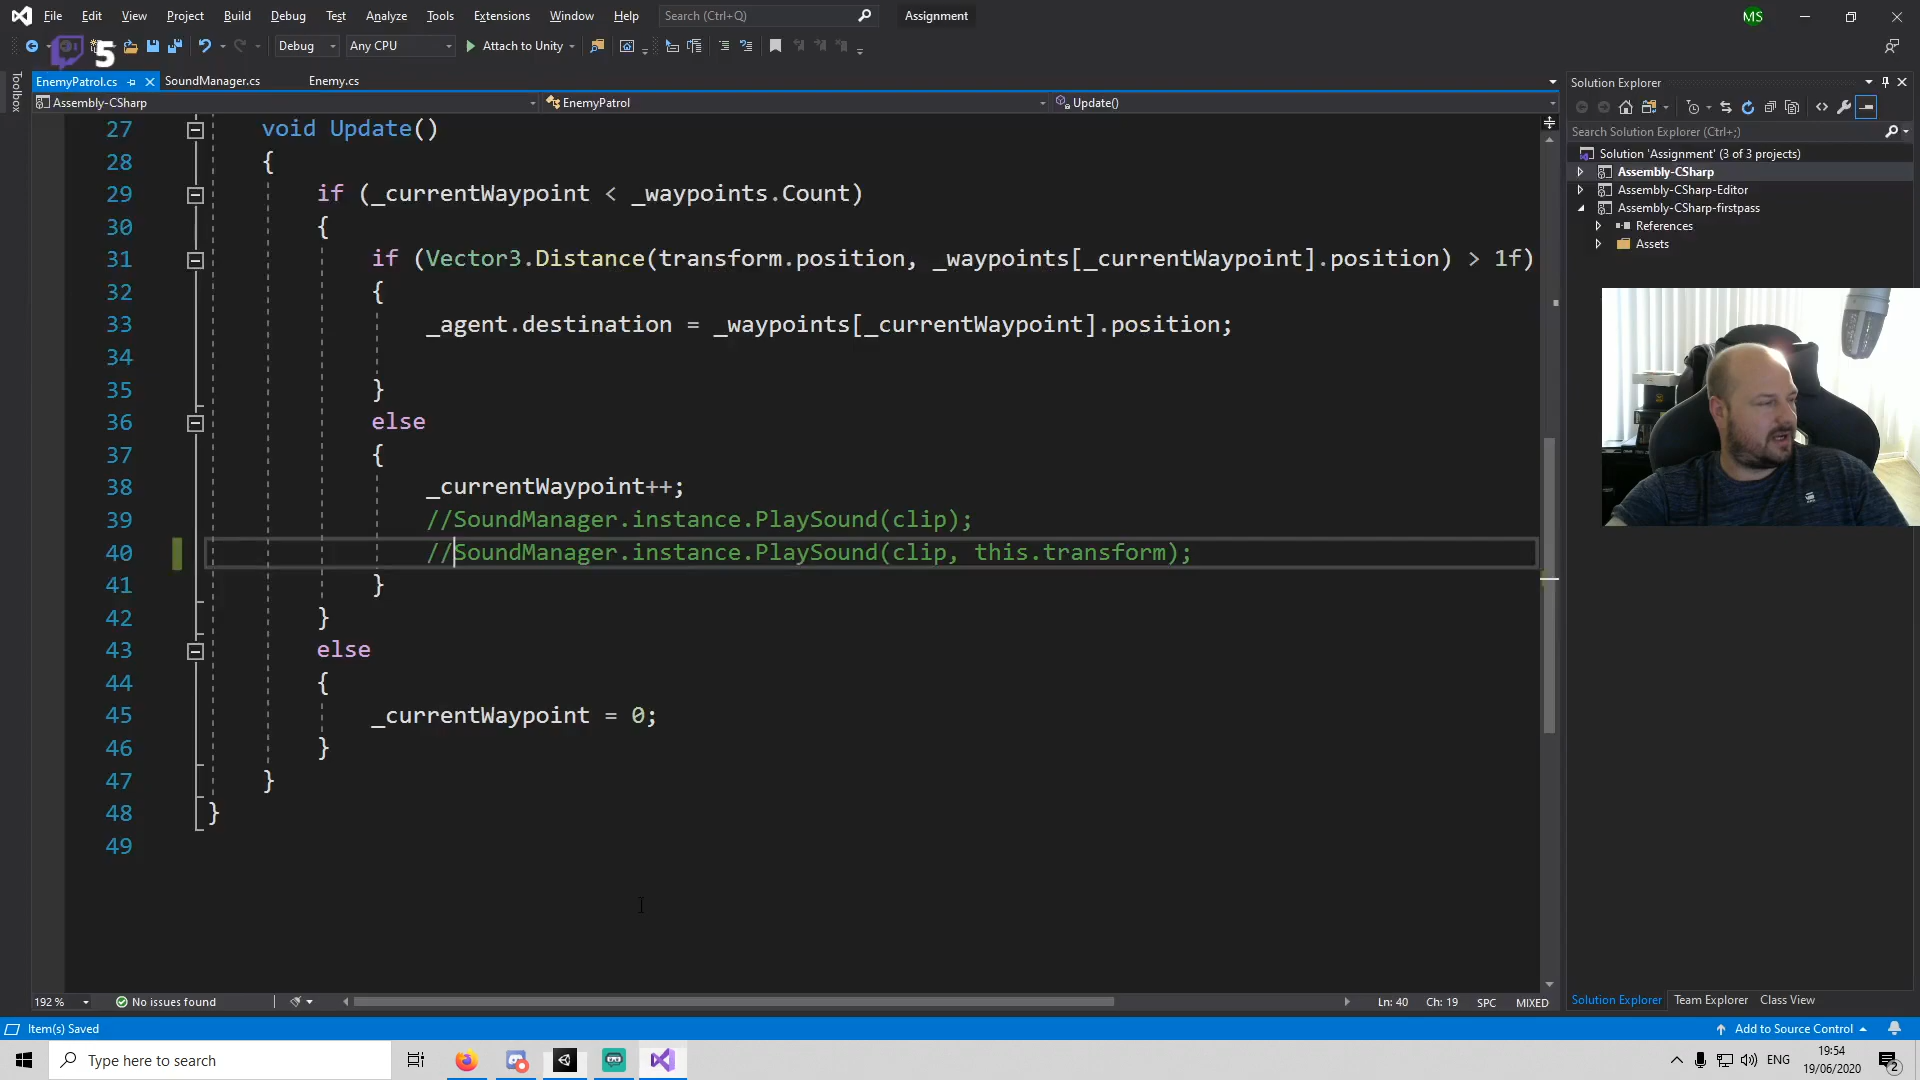 File Edit View Project Build Debug Test Analyze Tools Extensions Window Help Search (Ctrl+Q) Assignment MS
5 Debug Any CPU Attach to Unity
EnemyPatrol.cs SoundManager.cs Enemy.cs
Assembly-CSharp EnemyPatrol Update()
Toolbox
27 void Update()
28 {
29 if (_currentWaypoint < _waypoints.Count)
30 {
31 if (Vector3.Distance(transform.position, _waypoints[_currentWaypoint].position) > 1f)
32 {
33 _agent.destination = _waypoints[_currentWaypoint].position;
34
35 }
36 else
37 {
38 _currentWaypoint++;
39 //SoundManager.instance.PlaySound(clip);
40 //SoundManager.instance.PlaySound(clip, this.transform);
41 }
42 }
43 else
44 {
45 _currentWaypoint = 0;
46 }
47 }
48 }
49
Solution Explorer
Search Solution Explorer (Ctrl+;)
Solution 'Assignment' (3 of 3 projects)
Assembly-CSharp
Assembly-CSharp-Editor
Assembly-CSharp-firstpass
References
Assets
192 % No issues found Ln: 40 Ch: 19 SPC MIXED
Solution Explorer Team Explorer Class View
Item(s) Saved Add to Source Control
Type here to search ENG 19:54
19/06/2020 2